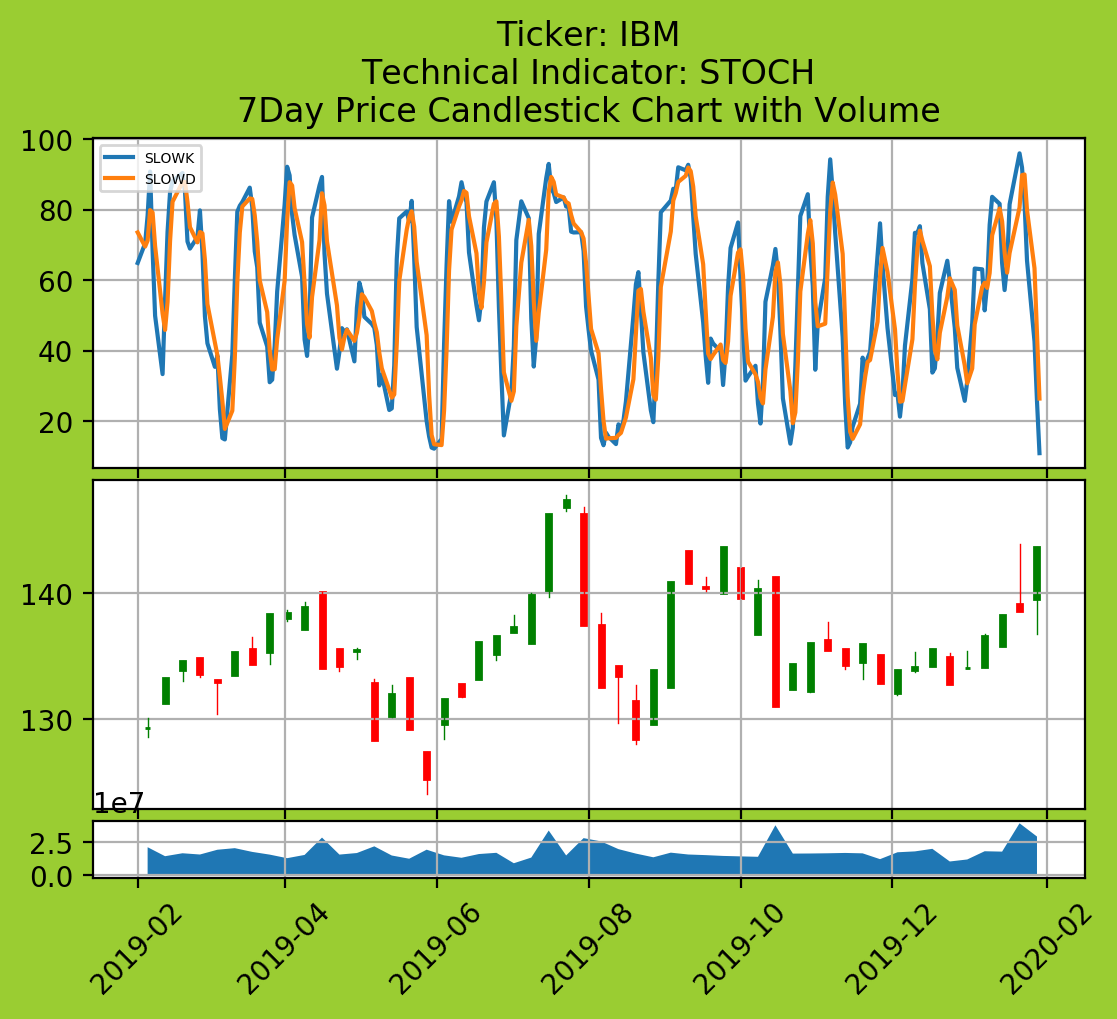 Ticker: IBM
Technical Indicator: STOCH
7Day Price Candlestick Chart with Volume
100
80
60
40
20
SLOWK
SLOWD
140
130
1e7
2.5
0.0
2019-02
2019-04
2019-06
2019-08
2019-10
2019-12
2020-02